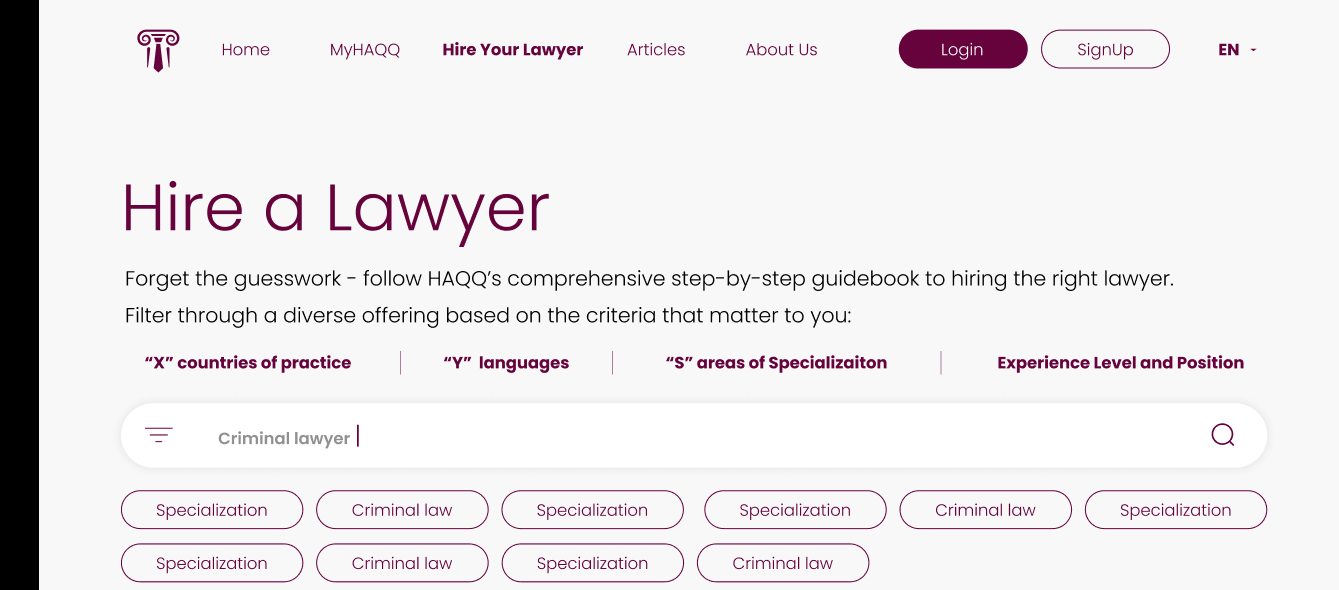 Home MyHAQQ Hire Your Lawyer Articles About Us Login SignUp EN
Hire a Lawyer
Forget the guesswork - follow HAQQ’s comprehensive step-by-step guidebook to hiring the right lawyer.
Filter through a diverse offering based on the criteria that matter to you:
“X” countries of practice “Y” languages “S” areas of Specializaiton Experience Level and Position
Criminal lawyer
Specialization Criminal law Specialization Specialization Criminal law Specialization
Specialization Criminal law Specialization Criminal law